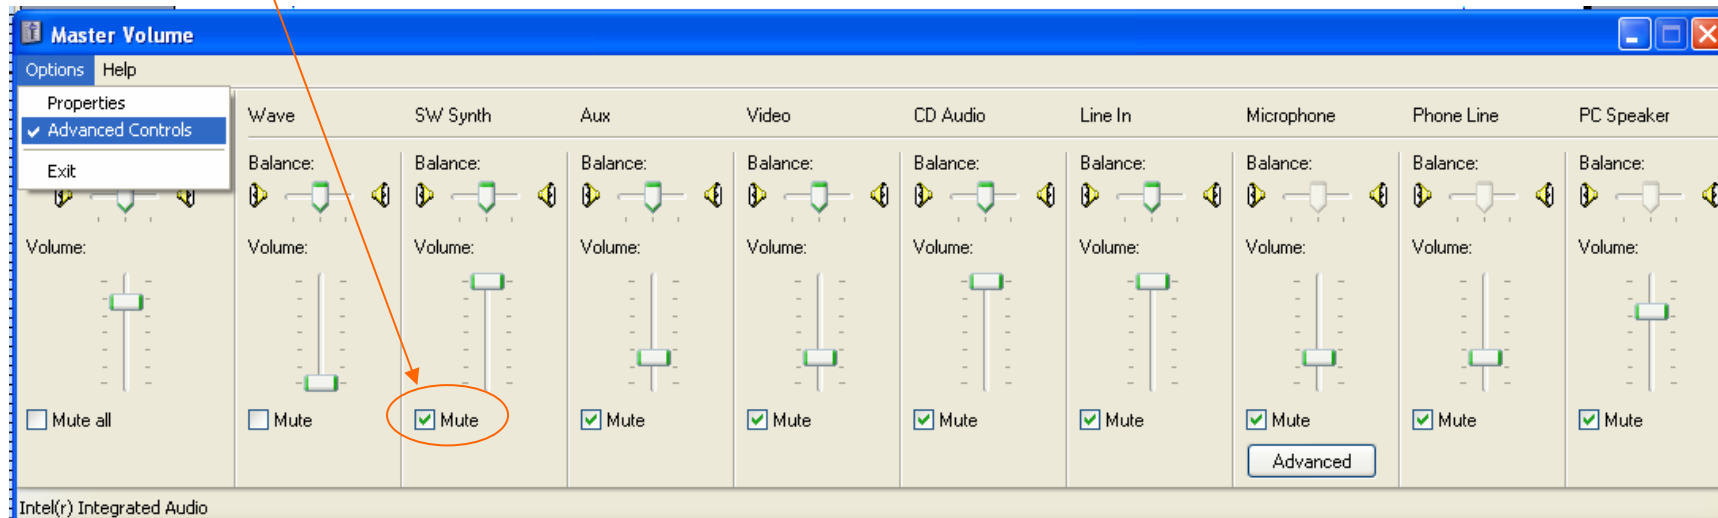 Master Volume
Options Help
Properties
Advanced Controls
Exit
Wave SW Synth Aux Video CD Audio Line In Microphone Phone Line PC Speaker
Balance: Balance: Balance: Balance: Balance: Balance: Balance: Balance: Balance:
Volume: Volume: Volume: Volume: Volume: Volume: Volume: Volume: Volume: Volume:
Mute all Mute Mute Mute Mute Mute Mute Mute Mute Mute
Advanced
Intel(r) Integrated Audio